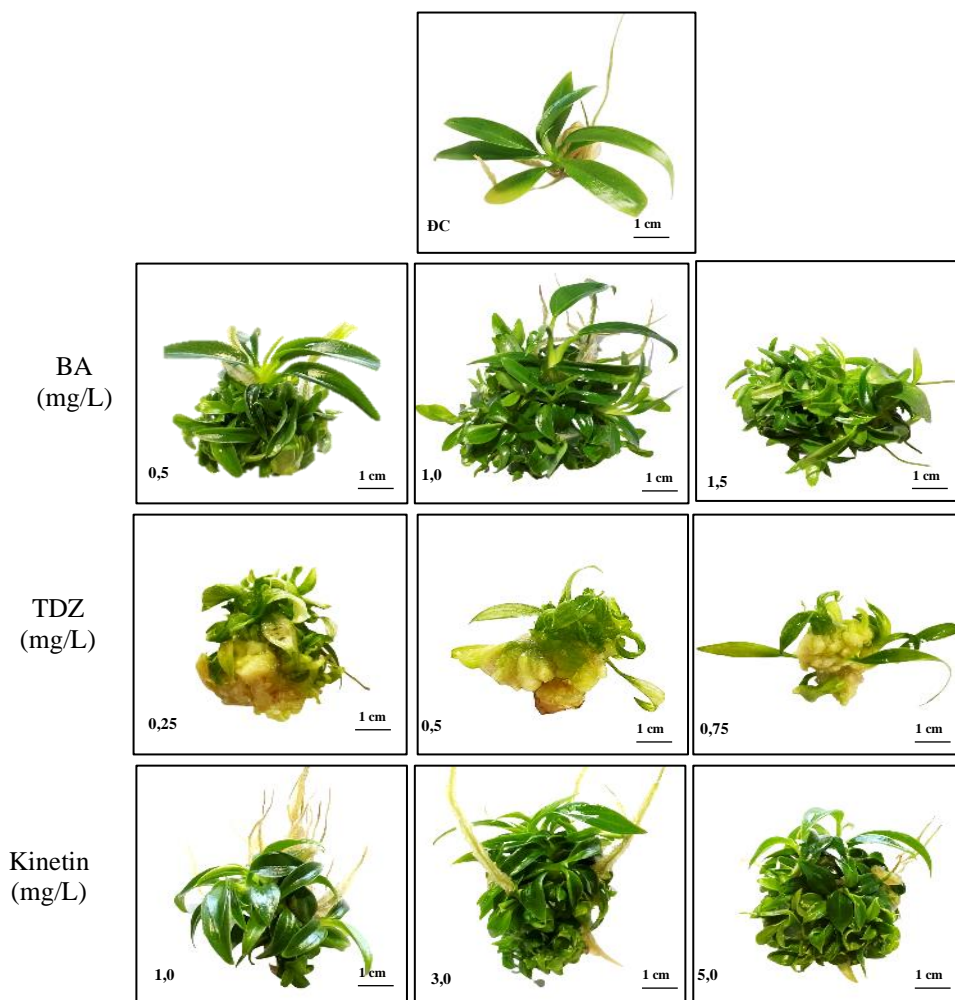 ĐC
1 cm
BA
(mg/L)
0,5
1 cm
1,0
1 cm
1,5
1 cm
TDZ
(mg/L)
0,25
1 cm
0,5
1 cm
0,75
1 cm
Kinetin
(mg/L)
1,0
1 cm
3,0
1 cm
5,0
1 cm